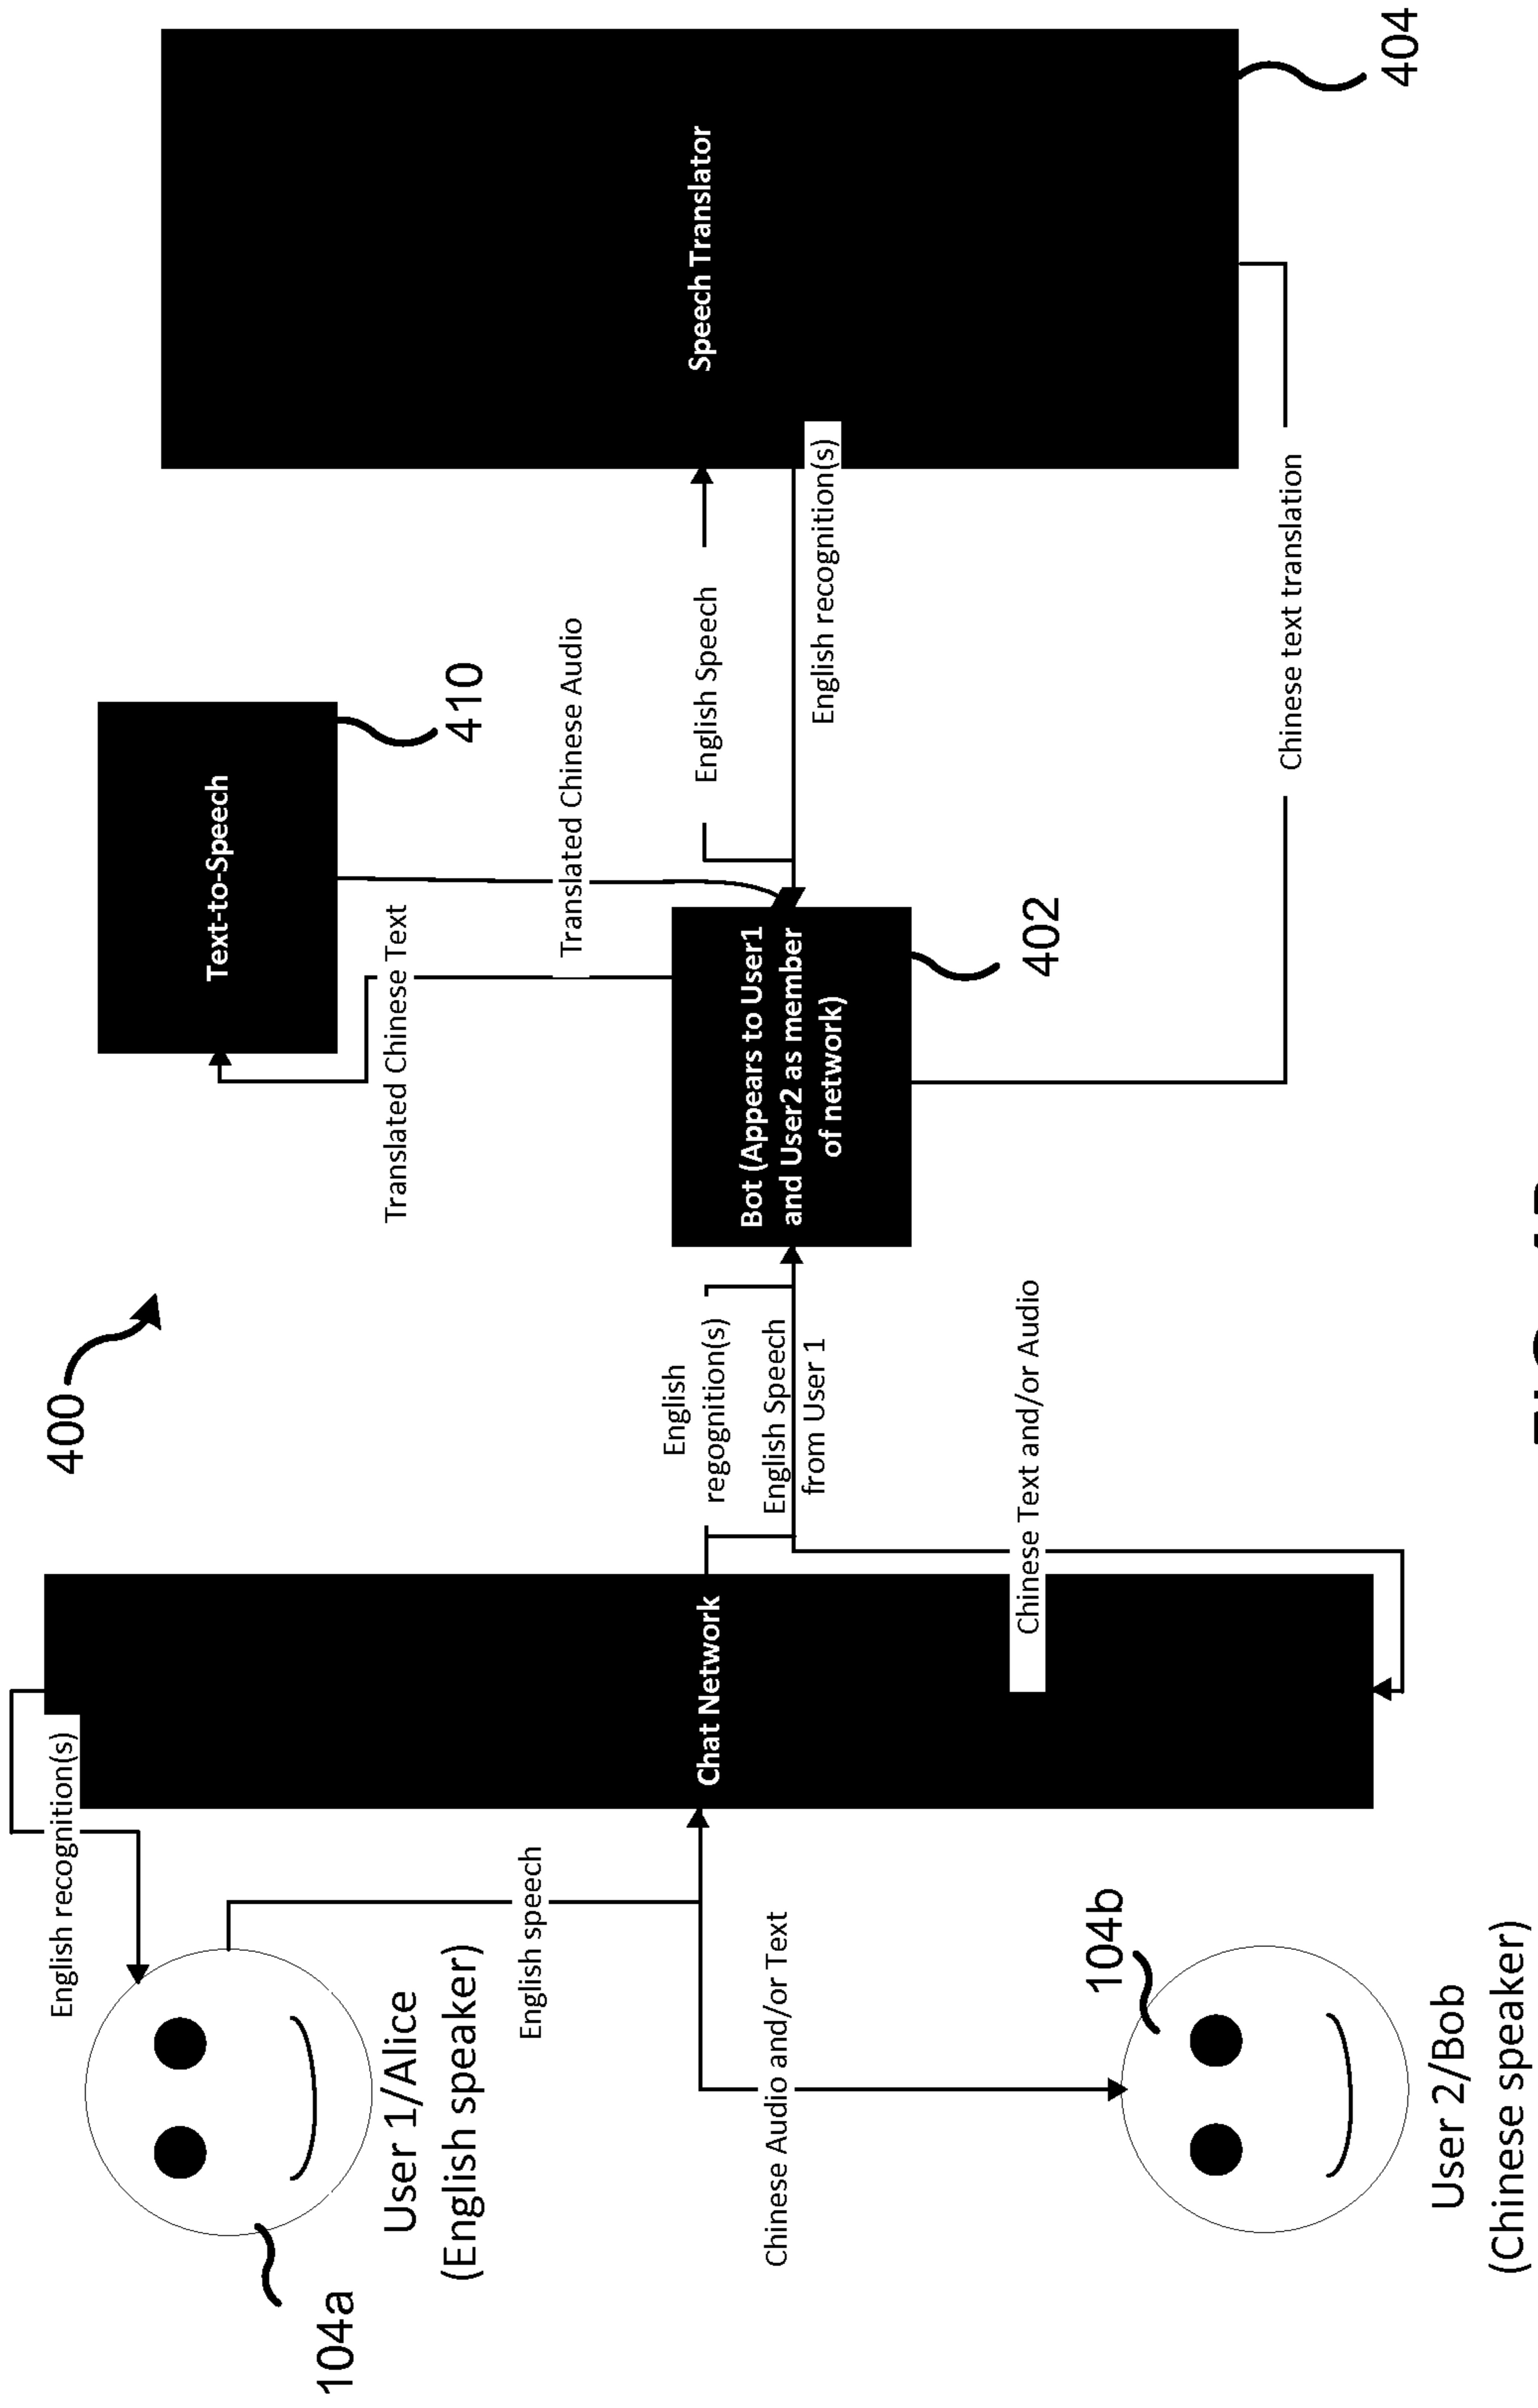 400
English recognition(s)
104a
User 1/Alice
(English speaker)
English speech
Chinese Audio and/or Text
104b
User 2/Bob
(Chinese speaker)
Chat Network
English
regognition(s)
English Speech
from User 1
Chinese Text and/or Audio
Bot (Appears to User1
and User2 as member
of network)
402
Text-to-Speech
410
Translated Chinese Text
Translated Chinese Audio
English Speech
English recognition(s)
Chinese text translation
Speech Translator
404